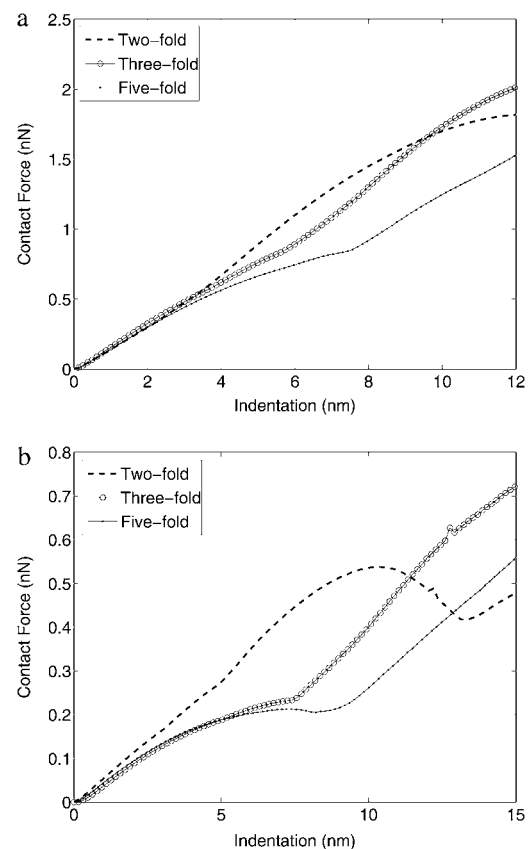 a
2.5
2
1.5
1
0.5
0
Contact Force (nN)
Two-fold
Three-fold
Five-fold
0 2 4 6 8 10 12
Indentation (nm)
b
0.8
0.7
0.6
0.5
0.4
0.3
0.2
0.1
0
Contact Force (nN)
Two-fold
Three-fold
Five-fold
0 5 10 15
Indentation (nm)